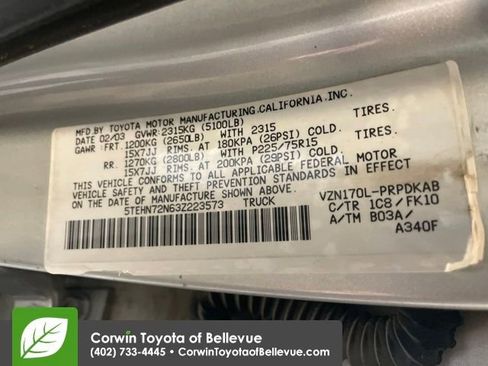 MFD.BY TOYOTA MOTOR MANUFACTURING,CALIFORNIA.INC.
02/03 GVWR:2315KG (5100LB)
GAWR:FRT.1200KG (2650LB) WITH 2315 TIRES.
15X7JJ RIMS. AT 180KPA (26PSI) COLD.
RR. 1270KG (2800LB) WITH P225/75R15 TIRES.
15X7JJ RIMS. AT 200KPA (29PSI) COLD.
THIS VEHICLE CONFORMS TO ALL APPLICABLE FEDERAL MOTOR
VEHICLE SAFETY AND THEFT PREVENTION STANDARDS IN EFFECT
ON THE DATE OF MANUFACTURE SHOWN ABOVE.
5TEHN72N63Z223573 TRUCK
VZN170L-PRPDKAB
C/TR 1C8 / FK10
A/TM B03A/
A340F
Corwin Toyota of Bellevue
(402) 733-4445 • CorwinToyotaofBellevue.com